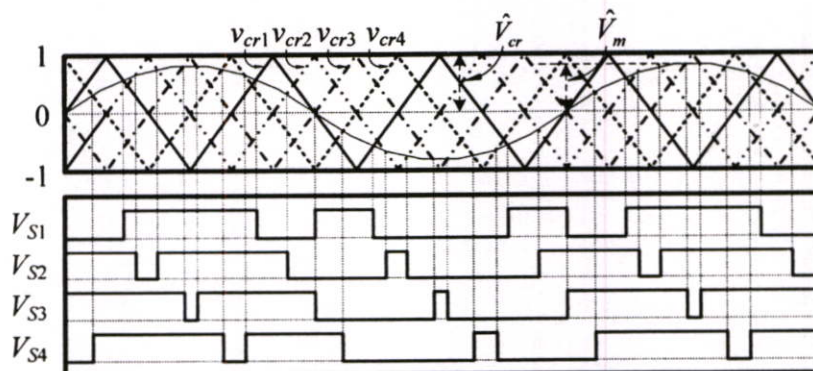 v_cr1 v_cr2 v_cr3 v_cr4 V̂_cr V̂_m
1
0
-1
V_S1
V_S2
V_S3
V_S4